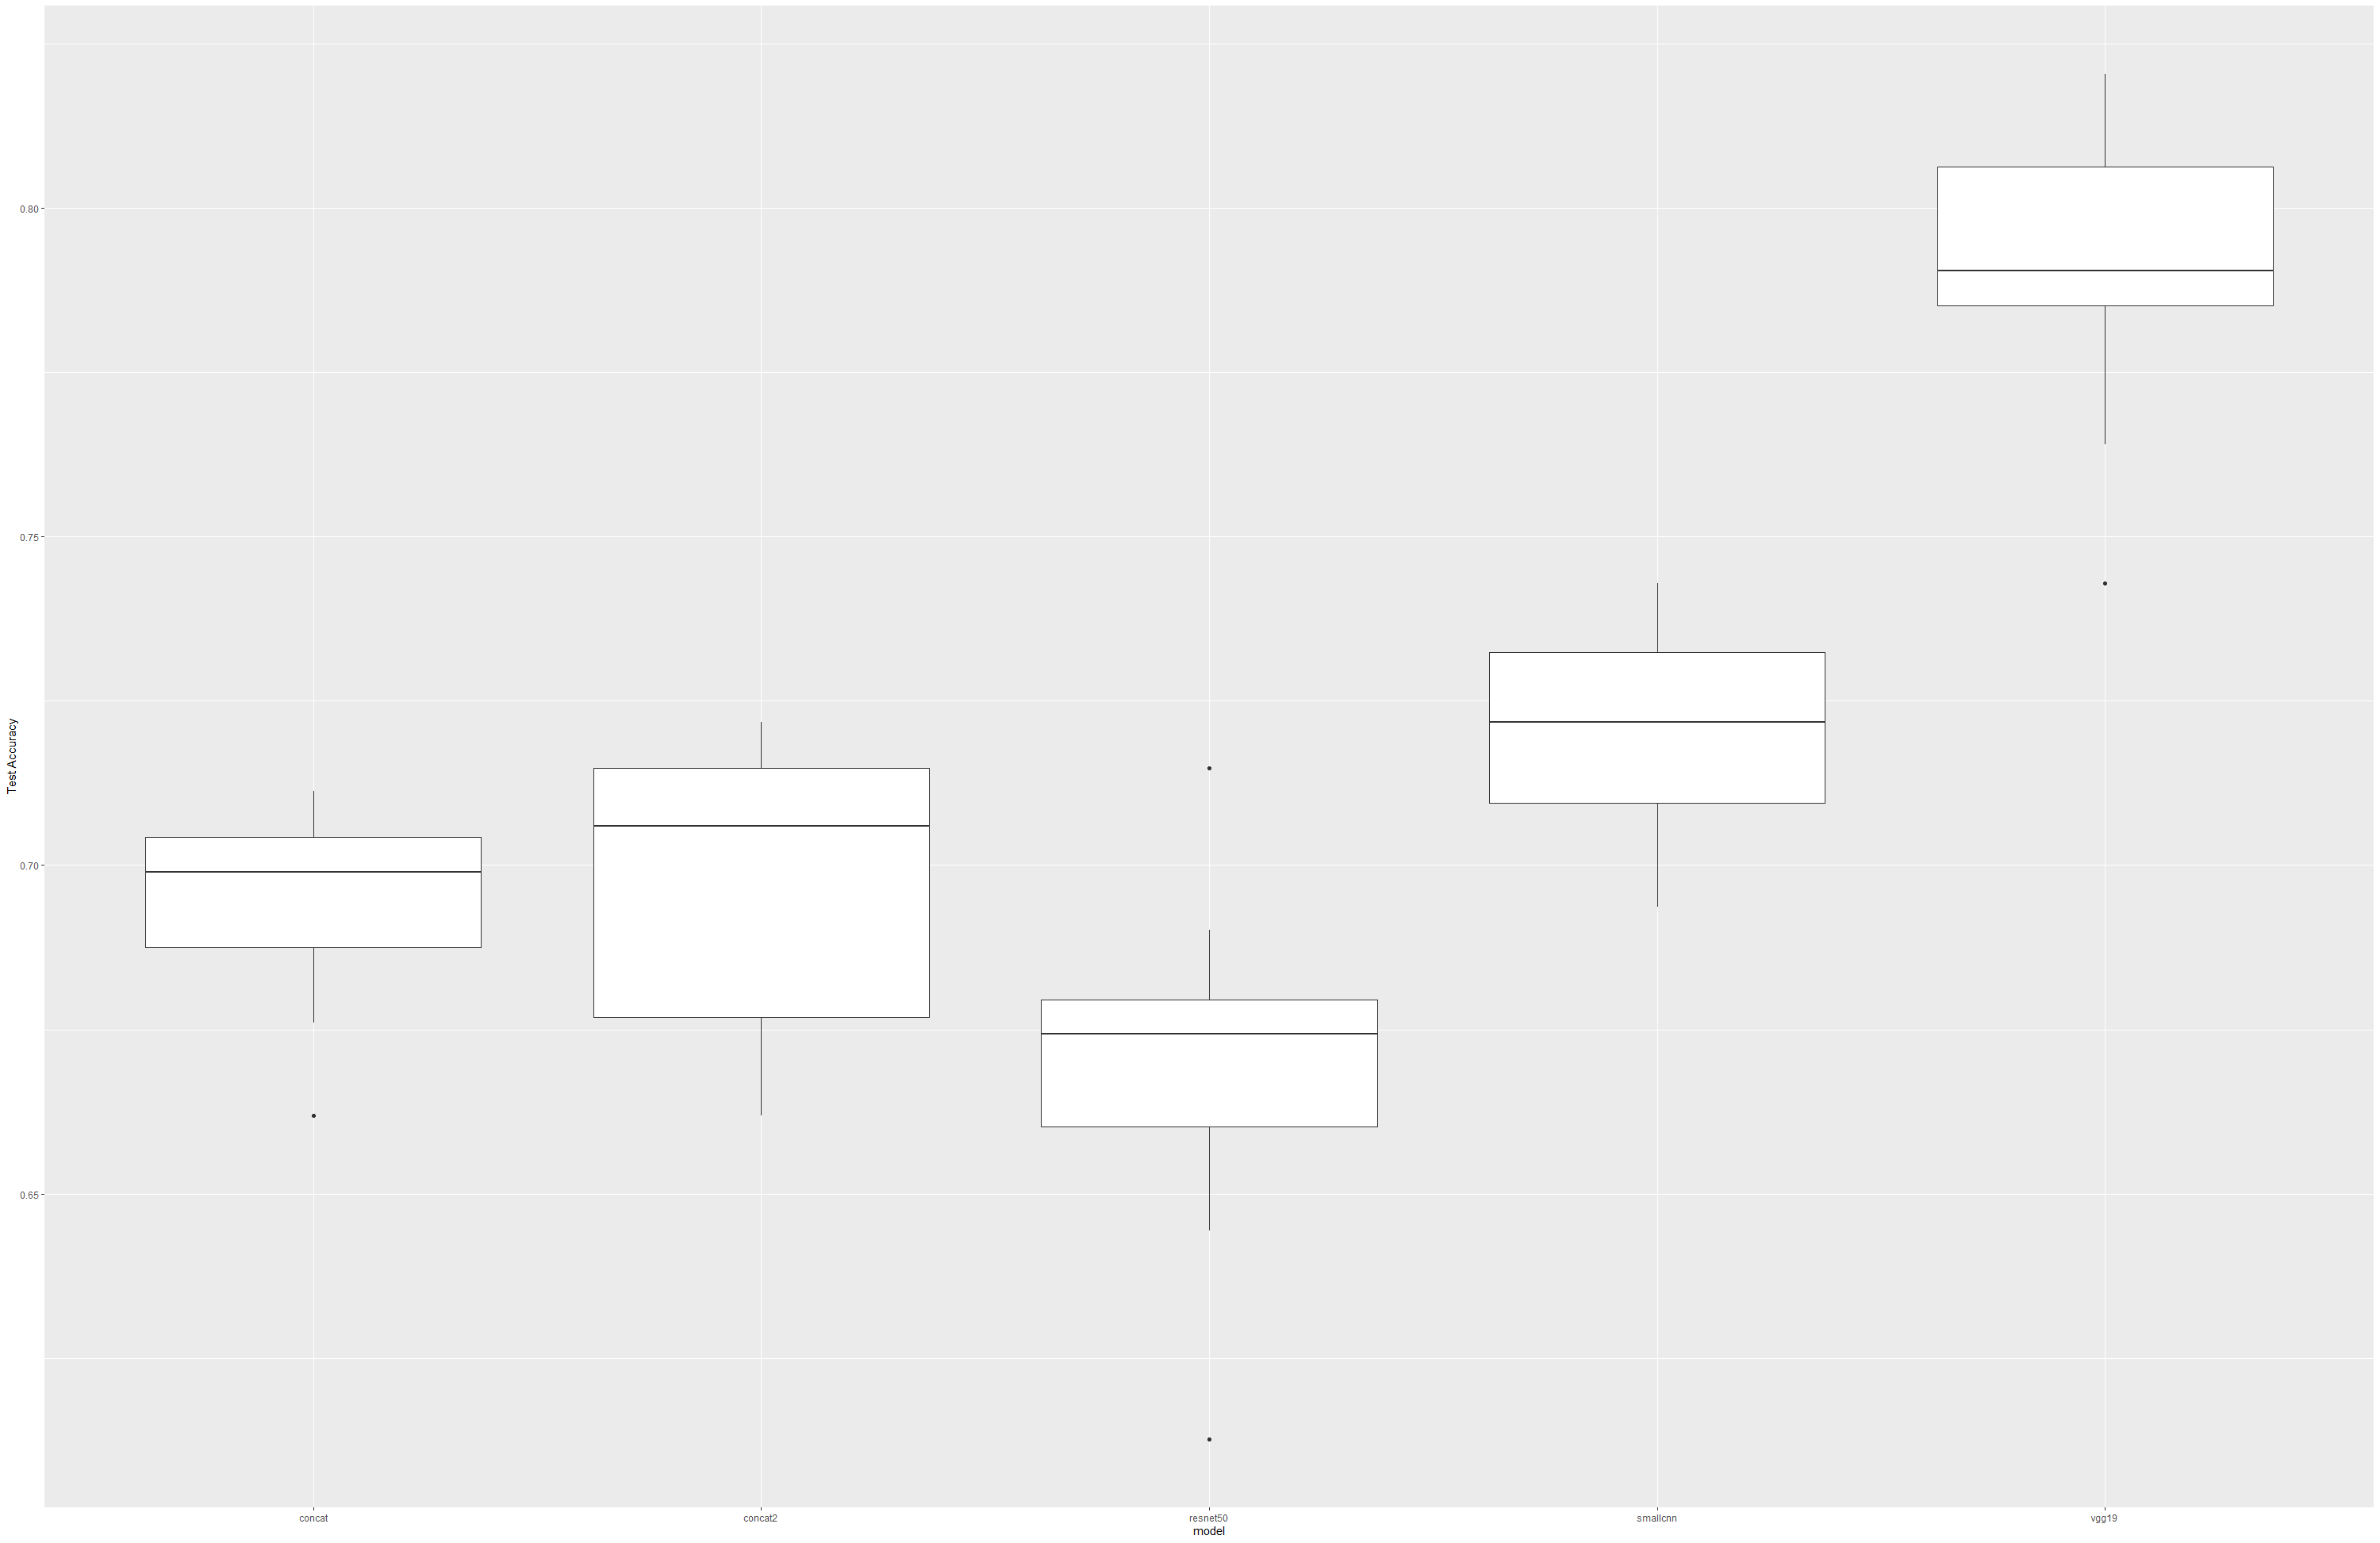 Test Accuracy
0.80
0.75
0.70
0.65
concat concat2 resnet50 smallcnn vgg19
model